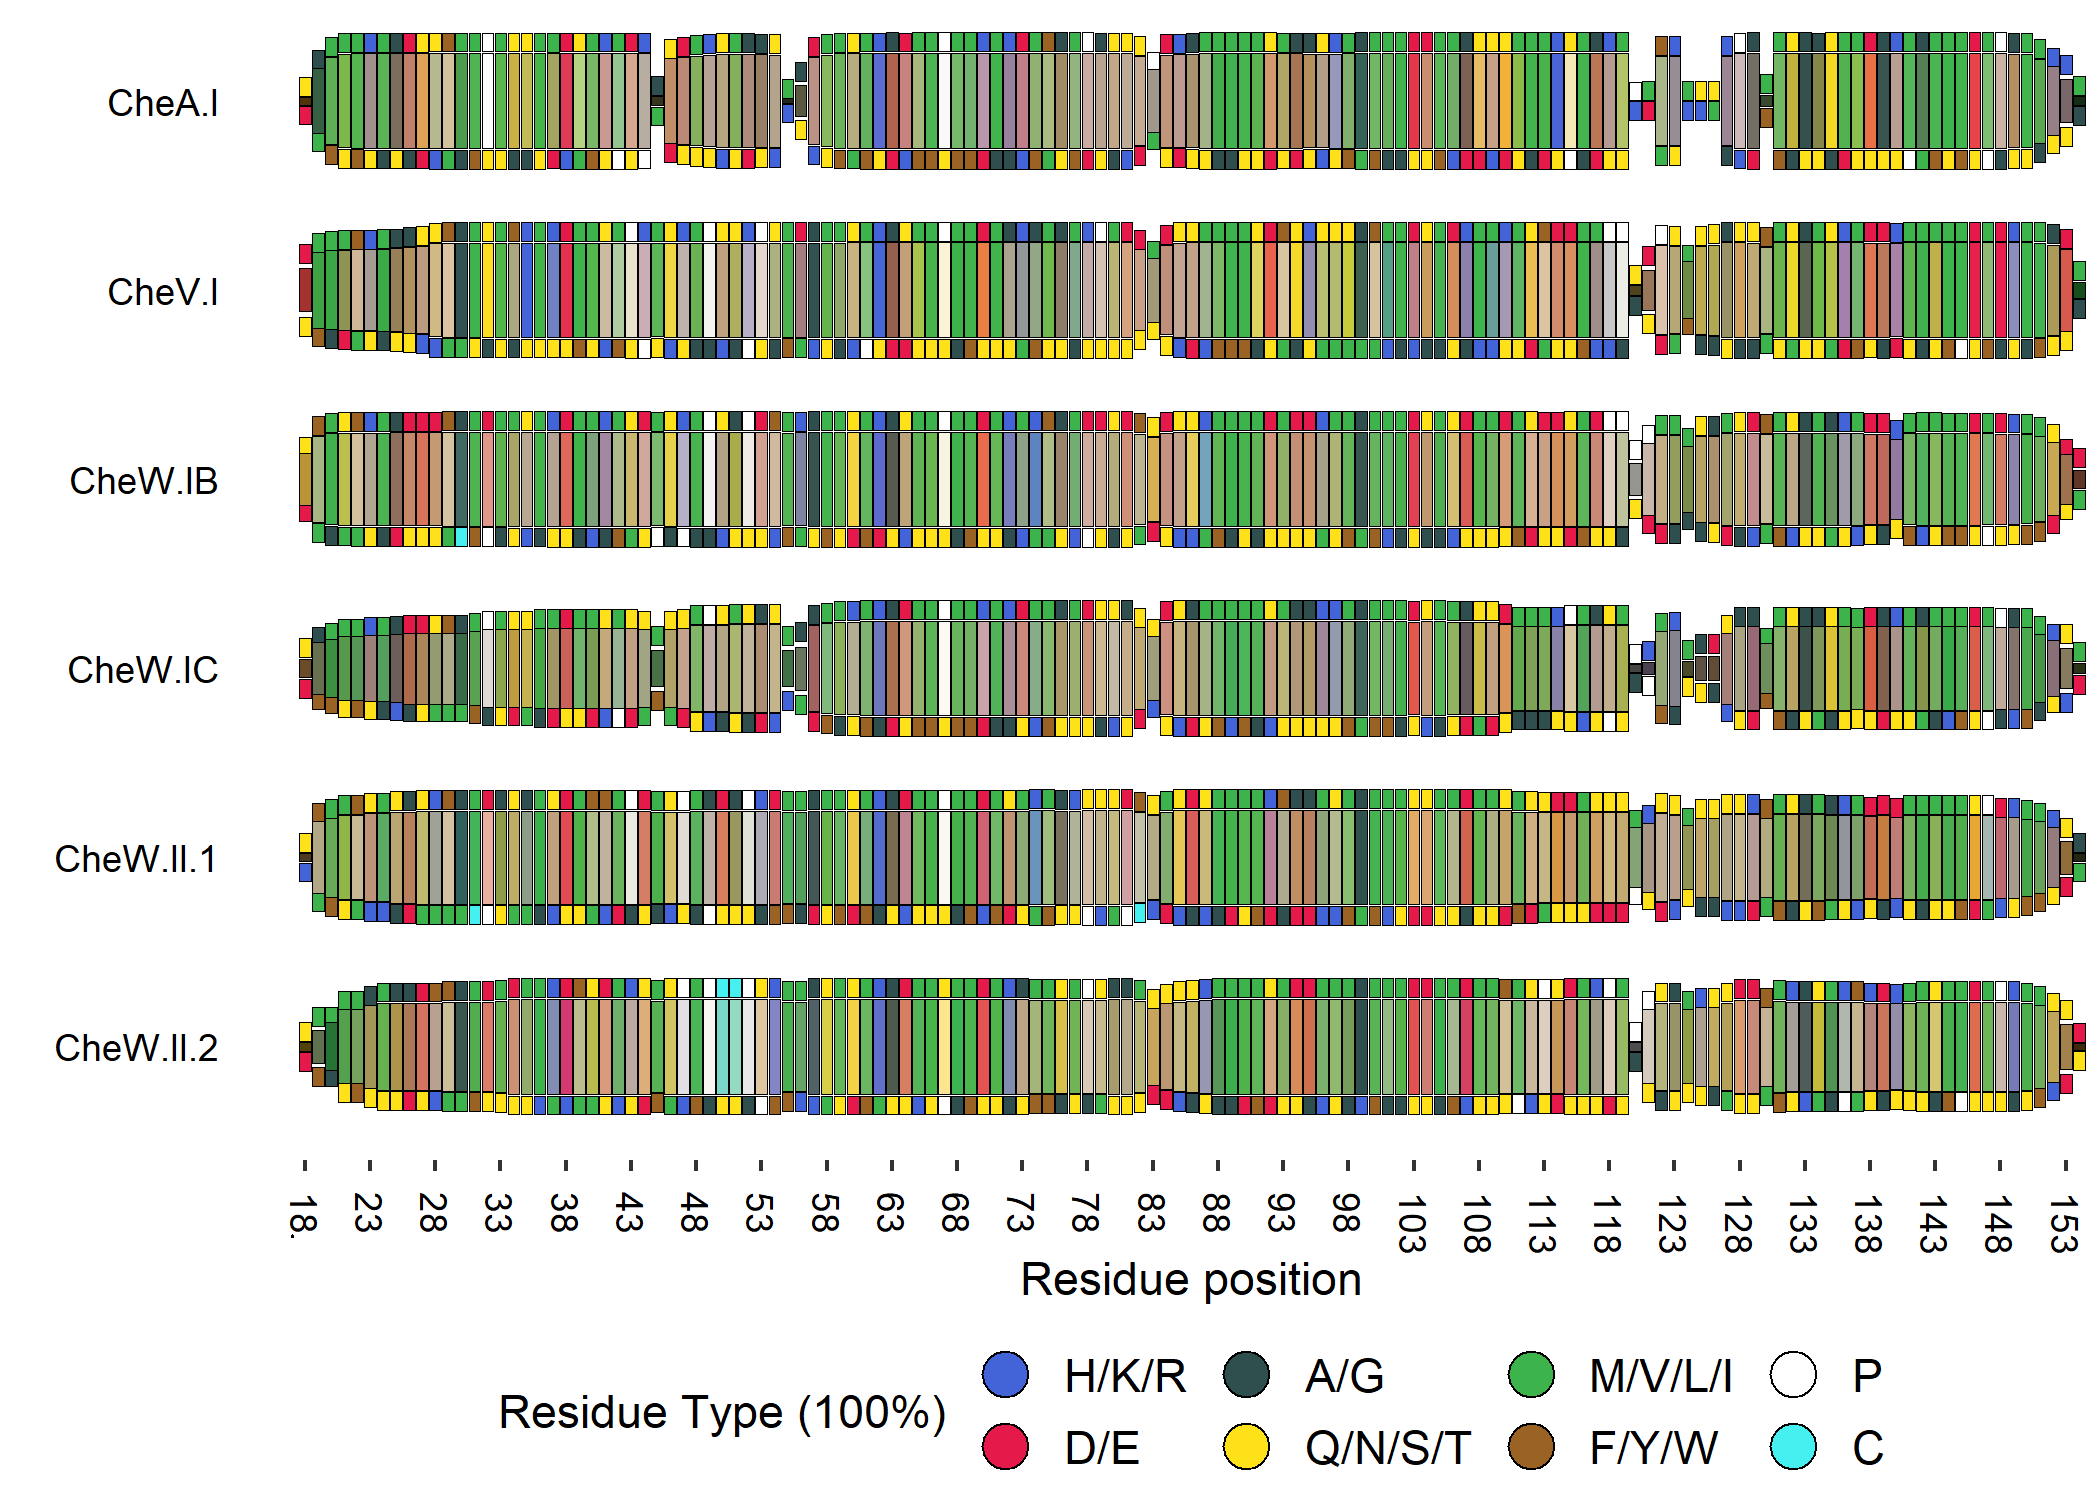 CheA.I
CheV.I
CheW.IB
CheW.IC
CheW.II.1
CheW.II.2
18. 23 28 33 38 43 48 53 58 63 68 73 78 83 88 93 98 103 108 113 118 123 128 133 138 143 148 153
Residue position
Residue Type (100%)
H/K/R A/G M/V/L/I P
D/E Q/N/S/T F/Y/W C